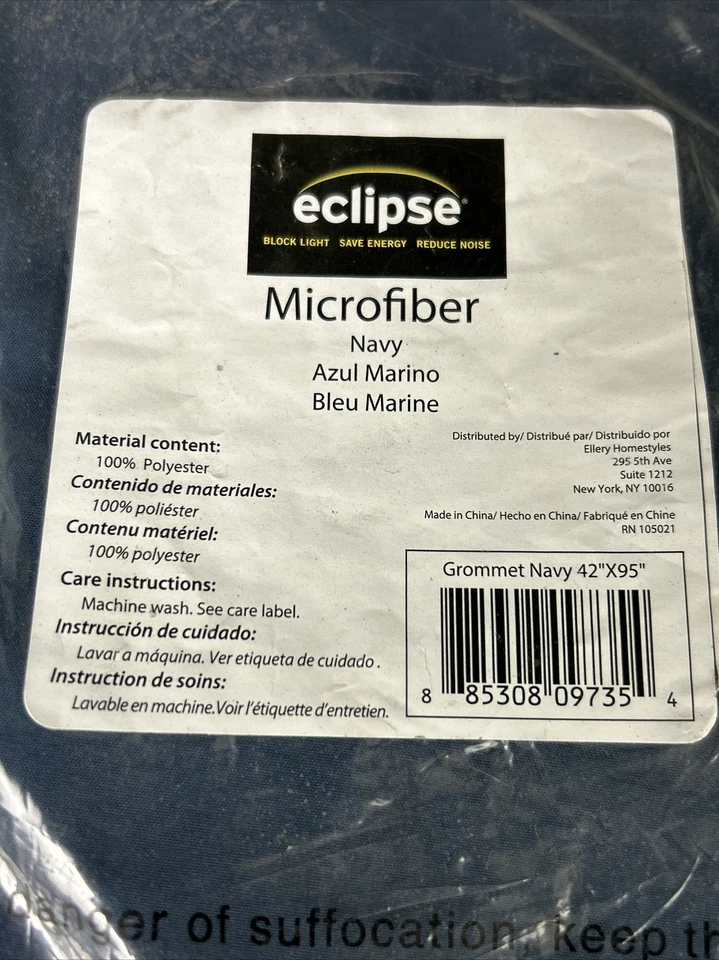 eclipse®
BLOCK LIGHT SAVE ENERGY REDUCE NOISE
Microfiber
Navy
Azul Marino
Bleu Marine
Material content:
100% Polyester
Contenido de materiales:
100% poliéster
Contenu matériel:
100% polyester
Care instructions:
Machine wash. See care label.
Instrucción de cuidado:
Lavar a máquina. Ver etiqueta de cuidado.
Instruction de soins:
Lavable en machine.Voir l'étiquette d'entretien.
Distributed by/ Distribué par/ Distribuido por
Ellery Homestyles
295 5th Ave
Suite 1212
New York, NY 10016
Made in China/ Hecho en China/ Fabriqué en Chine
RN 105021
Grommet Navy 42"X95"
8 85308 09735 4
danger of suffocation, keep th